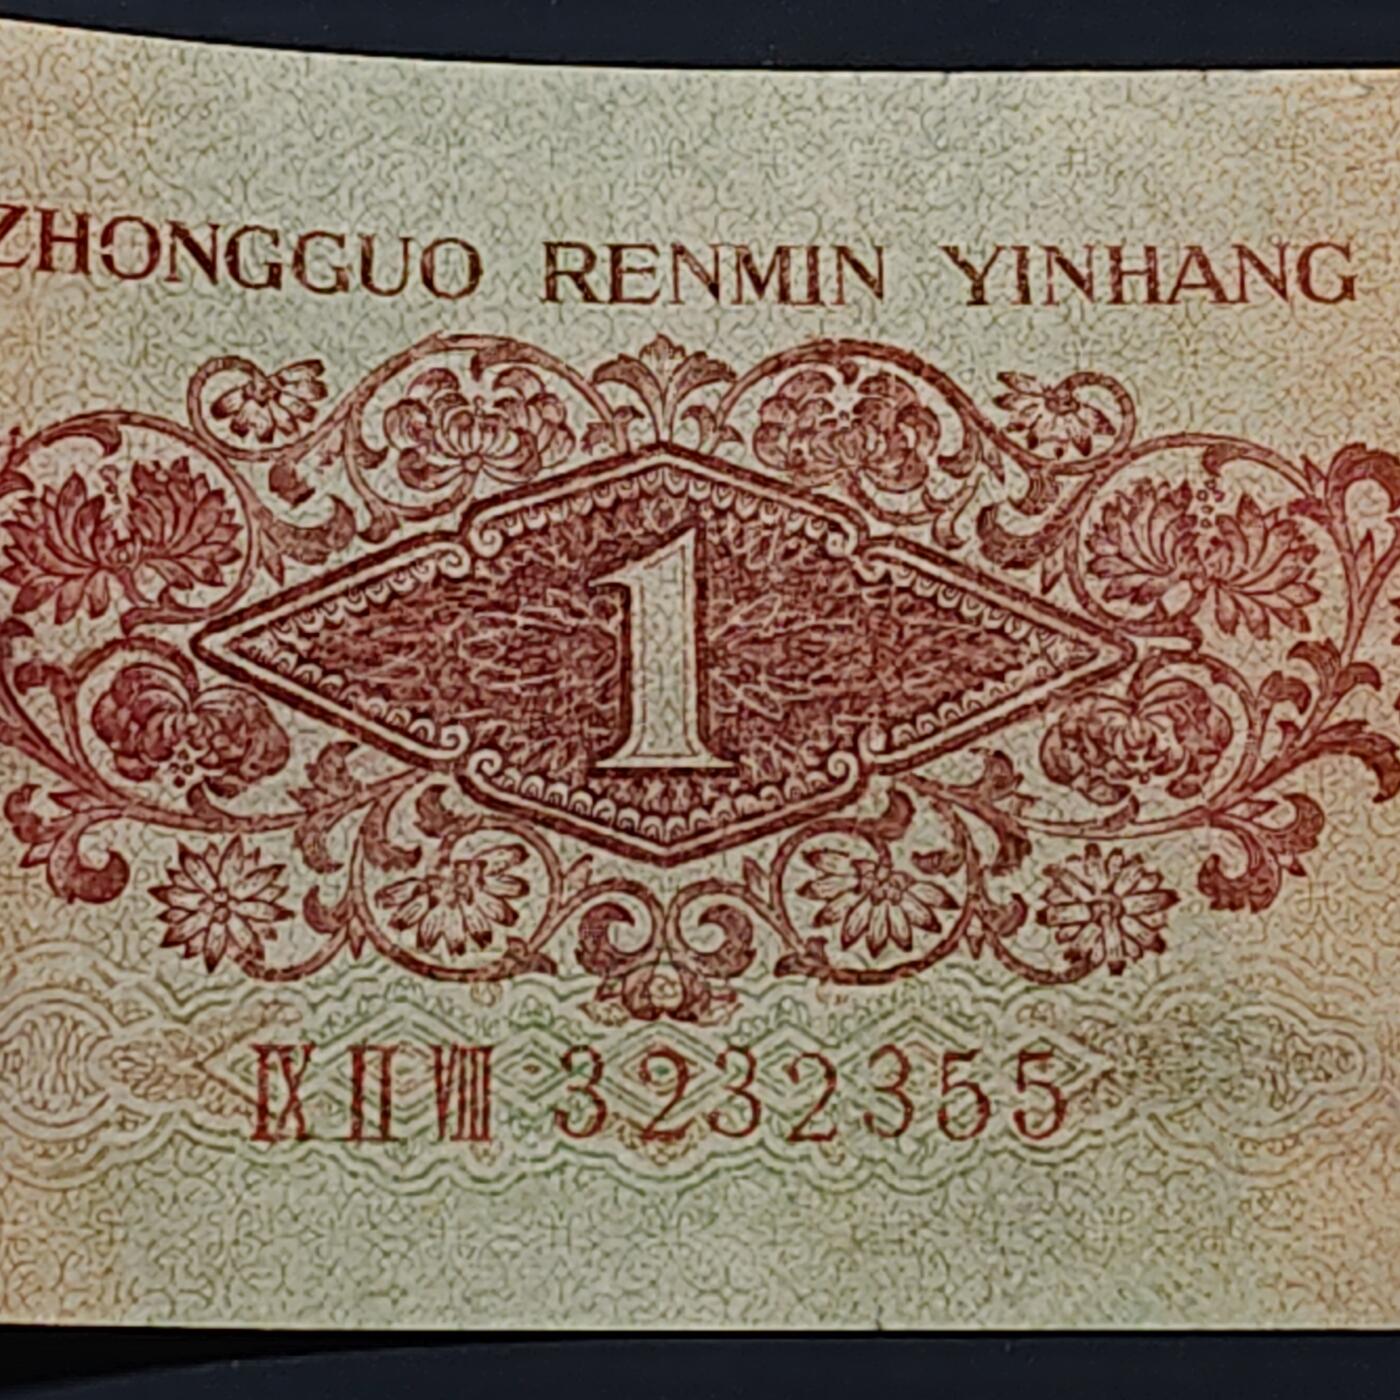 ZHONGGUO RENMIN YINHANG
1
IX II VIII 3232355